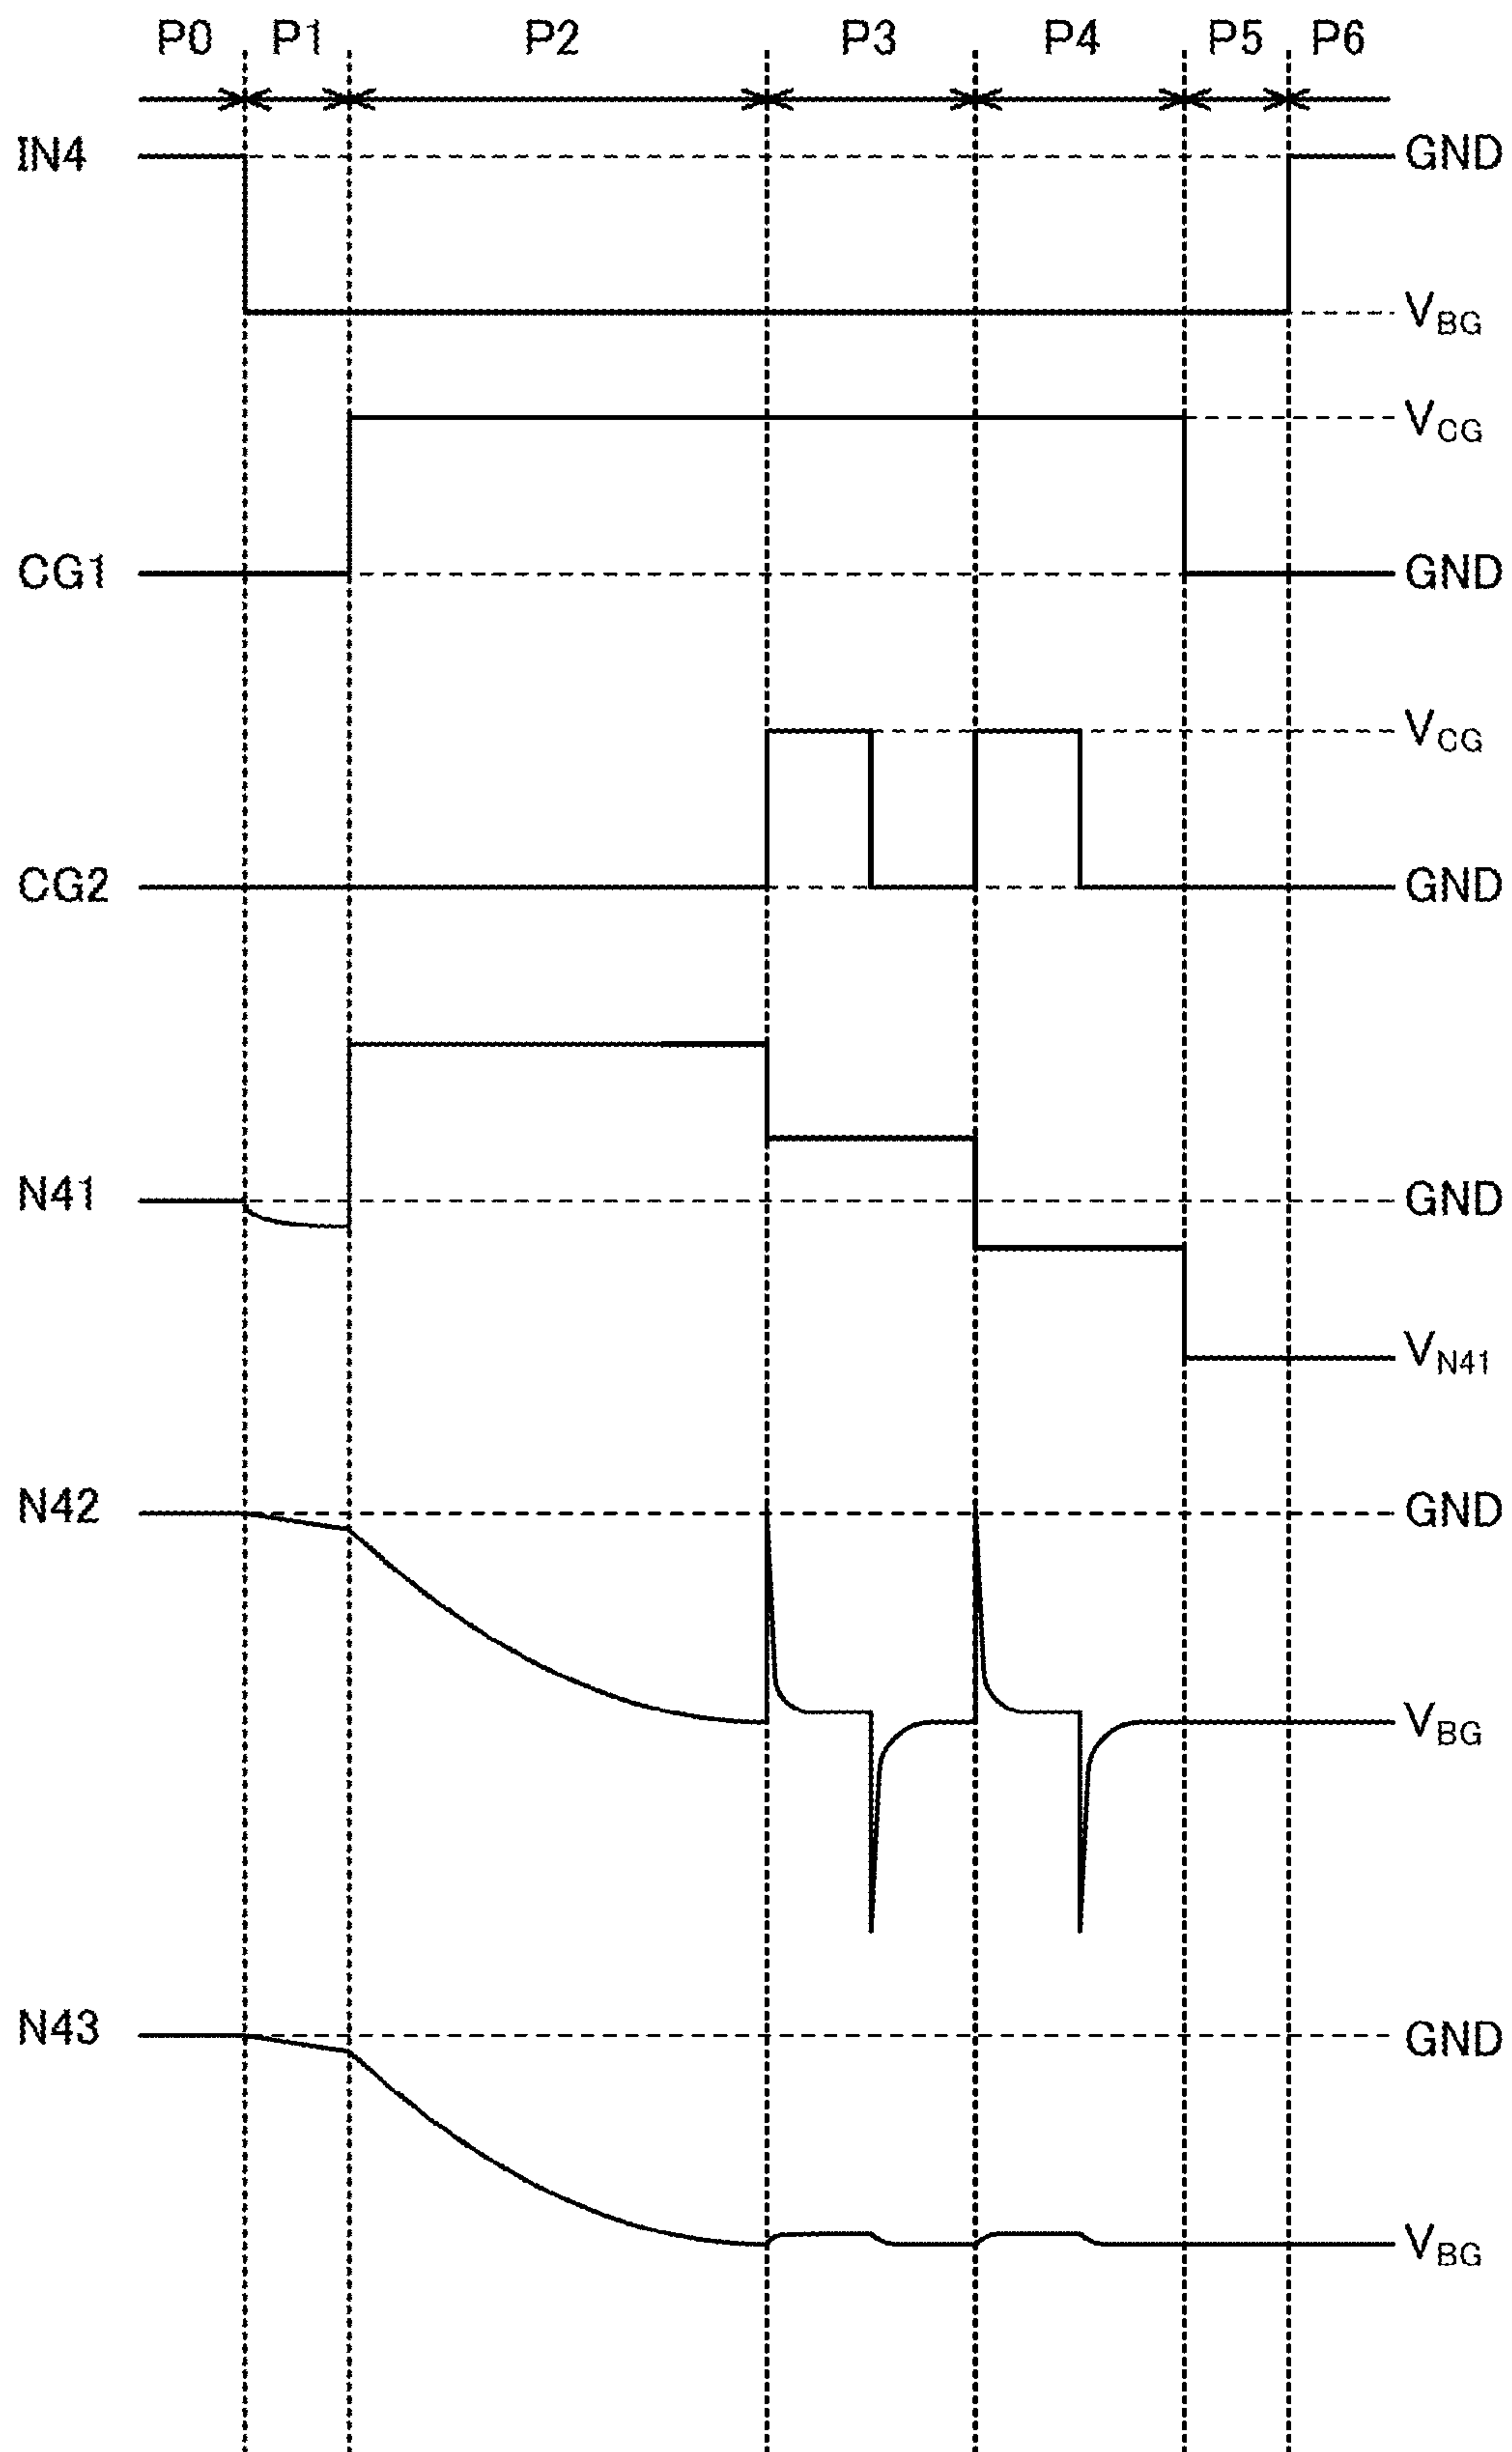 P0 P1 P2 P3 P4 P5 P6
IN4 GND
VBG
VCG
CG1 GND
VCG
CG2 GND
N41 GND
VN41
N42 GND
VBG
N43 GND
VBG